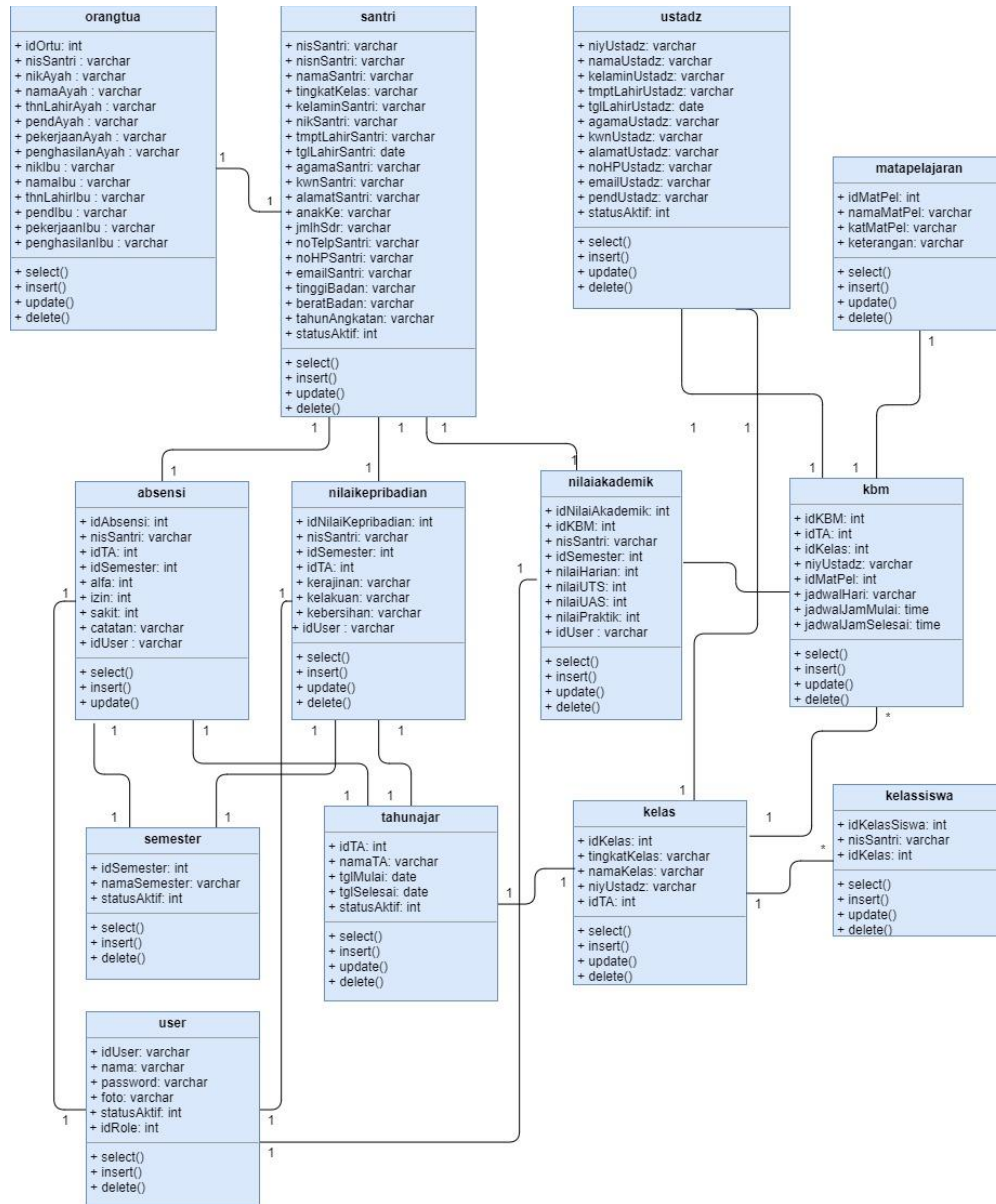 orangtua
+ idOrtu: int
+ nisSantri : varchar
+ nikAyah : varchar
+ namaAyah : varchar
+ thnLahirAyah : varchar
+ pendAyah : varchar
+ pekerjaanAyah : varchar
+ penghasilanAyah : varchar
+ nikIbu : varchar
+ namaIbu : varchar
+ thnLahirIbu : varchar
+ pendIbu : varchar
+ pekerjaanIbu : varchar
+ penghasilanIbu : varchar
+ select()
+ insert()
+ update()
+ delete()
1
1
santri
+ nisSantri: varchar
+ nisnSantri: varchar
+ namaSantri: varchar
+ tingkatKelas: varchar
+ kelaminSantri: varchar
+ nikSantri: varchar
+ tmptLahirSantri: varchar
+ tglLahirSantri: date
+ agamaSantri: varchar
+ kwnSantri: varchar
+ alamatSantri: varchar
+ anakKe: varchar
+ jmlhSdr: varchar
+ noTelpSantri: varchar
+ noHPSantri: varchar
+ emailSantri: varchar
+ tinggiBadan: varchar
+ beratBadan: varchar
+ tahunAngkatan: varchar
+ statusAktif: int
+ select()
+ insert()
+ update()
+ delete()
ustadz
+ niyUstadz: varchar
+ namaUstadz: varchar
+ kelaminUstadz: varchar
+ tmptLahirUstadz: varchar
+ tglLahirUstadz: date
+ agamaUstadz: varchar
+ kwnUstadz: varchar
+ alamatUstadz: varchar
+ noHPUstadz: varchar
+ emailUstadz: varchar
+ pendUstadz: varchar
+ statusAktif: int
+ select()
+ insert()
+ update()
+ delete()
matapelajaran
+ idMatPel: int
+ namaMatPel: varchar
+ katMatPel: varchar
+ keterangan: varchar
+ select()
+ insert()
+ update()
+ delete()
1
1 1 1 1 1
1 1 1 1 1
absensi
+ idAbsensi: int
+ nisSantri: varchar
+ idTA: int
+ idSemester: int
+ alfa: int
+ izin: int
+ sakit: int
+ catatan: varchar
+ idUser : varchar
+ select()
+ insert()
+ update()
nilaikepribadian
+ idNilaiKepribadian: int
+ nisSantri: varchar
+ idSemester: int
+ idTA: int
+ kerajinan: varchar
+ kelakuan: varchar
+ kebersihan: varchar
+ idUser : varchar
+ select()
+ insert()
+ update()
+ delete()
nilaiakademik
+ idNilaiAkademik: int
+ idKBM: int
+ nisSantri: varchar
+ idSemester: int
+ nilaiHarian: int
+ nilaiUTS: int
+ nilaiUAS: int
+ nilaiPraktik: int
+ idUser : varchar
+ select()
+ insert()
+ update()
+ delete()
kbm
+ idKBM: int
+ idTA: int
+ idKelas: int
+ niyUstadz: varchar
+ idMatPel: int
+ jadwalHari: varchar
+ jadwalJamMulai: time
+ jadwalJamSelesai: time
+ select()
+ insert()
+ update()
+ delete()
1 1 1
1 1 1 1 *
1 1 1 1 1 1
semester
+ idSemester: int
+ namaSemester: varchar
+ statusAktif: int
+ select()
+ insert()
+ delete()
tahunajar
+ idTA: int
+ namaTA: varchar
+ tglMulai: date
+ tglSelesai: date
+ statusAktif: int
+ select()
+ insert()
+ update()
+ delete()
1 1
kelas
+ idKelas: int
+ tingkatKelas: varchar
+ namaKelas: varchar
+ niyUstadz: varchar
+ idTA: int
+ select()
+ insert()
+ update()
+ delete()
*
1
kelassiswa
+ idKelasSiswa: int
+ nisSantri: varchar
+ idKelas: int
+ select()
+ insert()
+ update()
+ delete()
user
+ idUser: varchar
+ nama: varchar
+ password: varchar
+ foto: varchar
+ statusAktif: int
+ idRole: int
+ select()
+ insert()
+ delete()
1 1
1